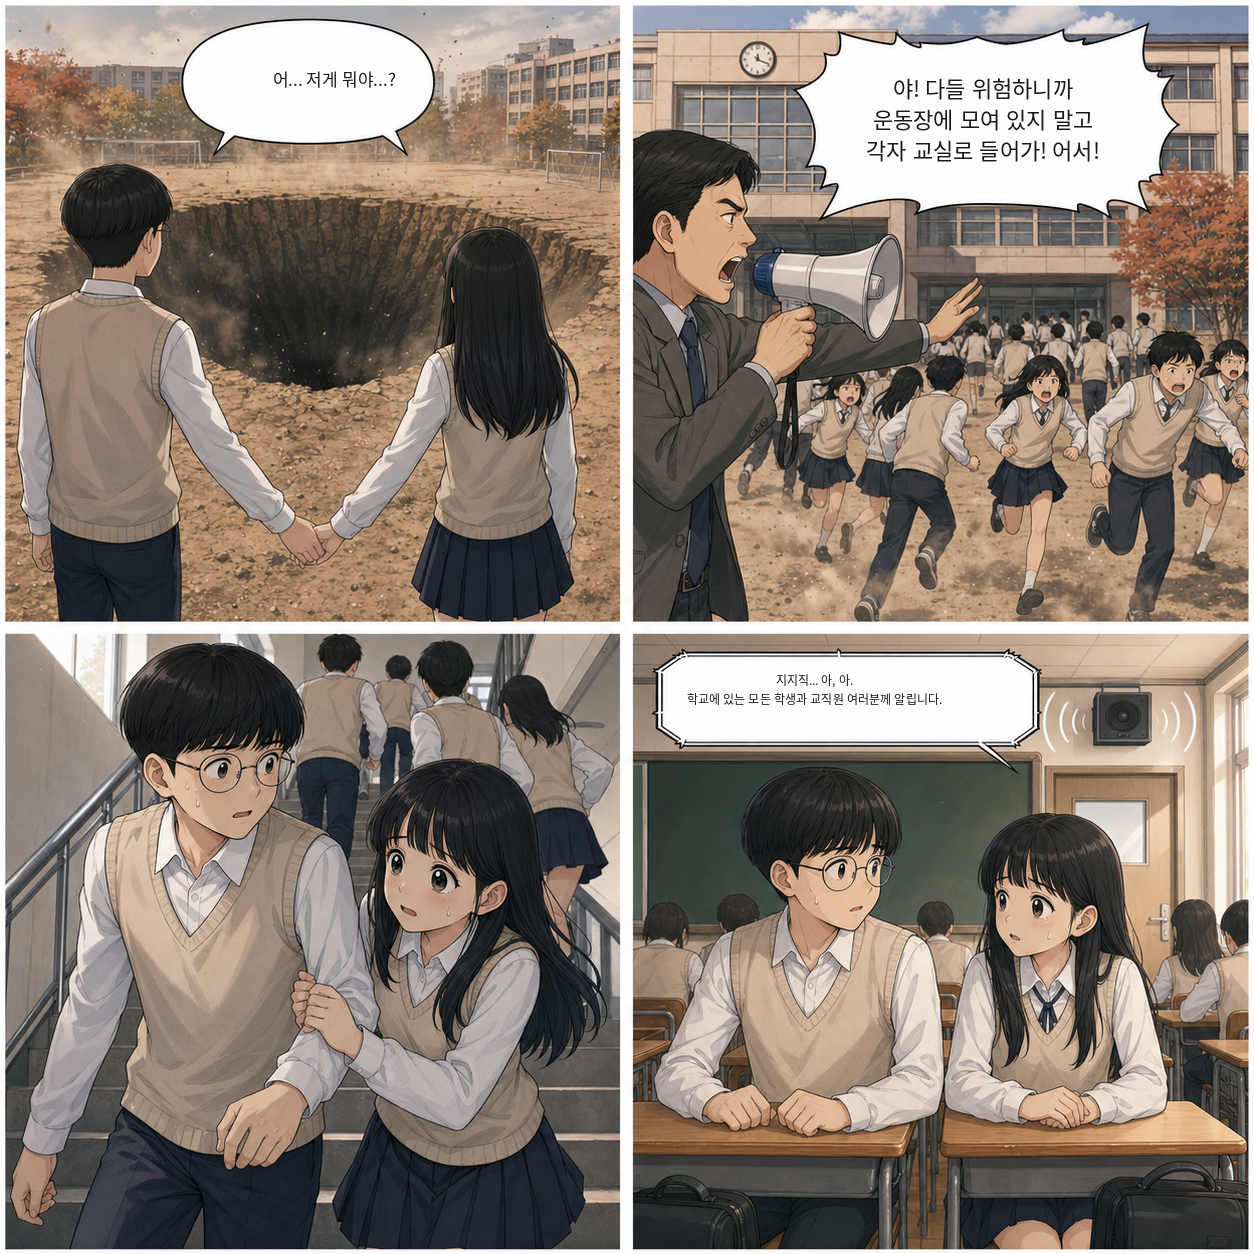 어... 저게 뭐야...?
야! 다들 위험하니까
운동장에 모여 있지 말고
각자 교실로 들어가! 어서!
지지직... 아, 아.
학교에 있는 모든 학생과 교직원 여러분께 알립니다.